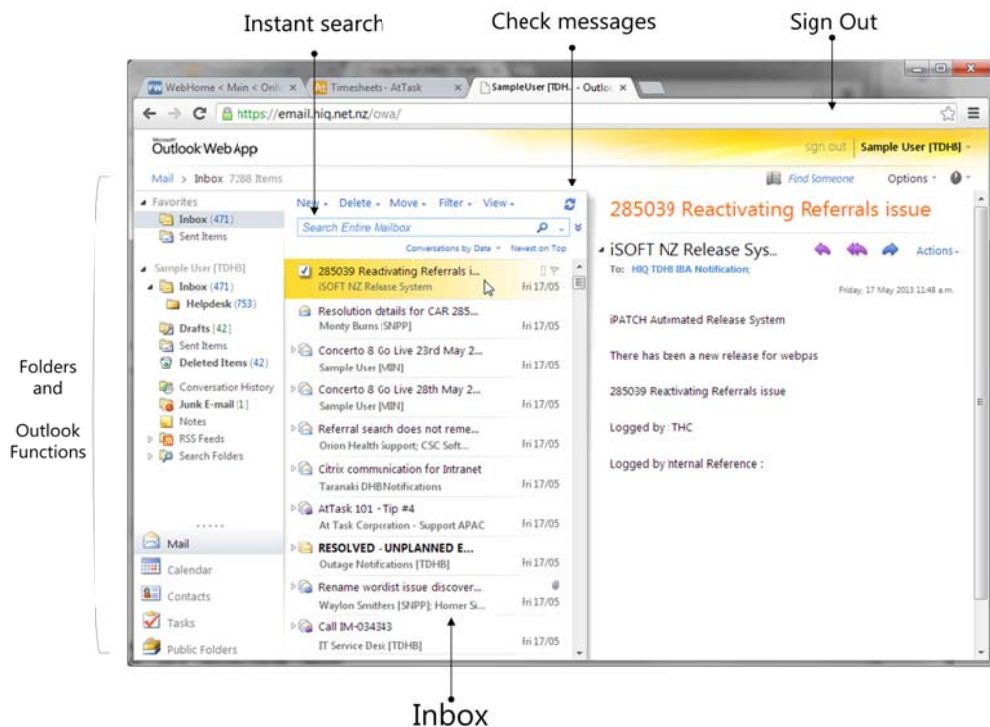 Instant search
Check messages
Sign Out
WebHome < Main < Onli
Timesheets - AtTask
SampleUser [TDH... - Outlo
https://email.hiq.net.nz/owa/
Microsoft
Outlook Web App
sign out
Sample User [TDHB]
Mail > Inbox 7288 Items
Find Someone
Options
Favorites
Inbox (471)
Sent Items
Sample User [TDHB]
Inbox (471)
Helpdesk (753)
Drafts [42]
Sent Items
Deleted Items (42)
Conversation History
Junk E-mail [1]
Notes
RSS Feeds
Search Folders
Mail
Calendar
Contacts
Tasks
Public Folders
Folders
and
Outlook
Functions
New Delete Move Filter View
Search Entire Mailbox
Conversations by Date Newest on Top
285039 Reactivating Referrals i...
iSOFT NZ Release System Fri 17/05
Resolution details for CAR 285...
Monty Burns [SNPP] Fri 17/05
Concerto 8 Go Live 23rd May 2...
Sample User [MIN] Fri 17/05
Concerto 8 Go Live 28th May 2...
Sample User [MIN] Fri 17/05
Referral search does not reme...
Orion Health Support; CSC Soft... Fri 17/05
Citrix communication for Intranet
Taranaki DHBNotifications Fri 17/05
AtTask 101 - Tip #4
At Task Corporation - Support APAC Fri 17/05
RESOLVED - UNPLANNED E...
Outage Notifications [TDHB] Fri 17/05
Rename wordlist issue discover...
Waylon Smithers [SNPP]; Homer Si... Fri 17/05
Call IM-034343
IT Service Desk [TDHB] Fri 17/05
285039 Reactivating Referrals issue
iSOFT NZ Release Sys...
Actions
To: HIQ TDHB IBA Notification;
Friday, 17 May 2013 11:48 a.m.
iPATCH Automated Release System
There has been a new release for webpas
285039 Reactivating Referrals issue
Logged by : THC
Logged by Internal Reference :
Inbox